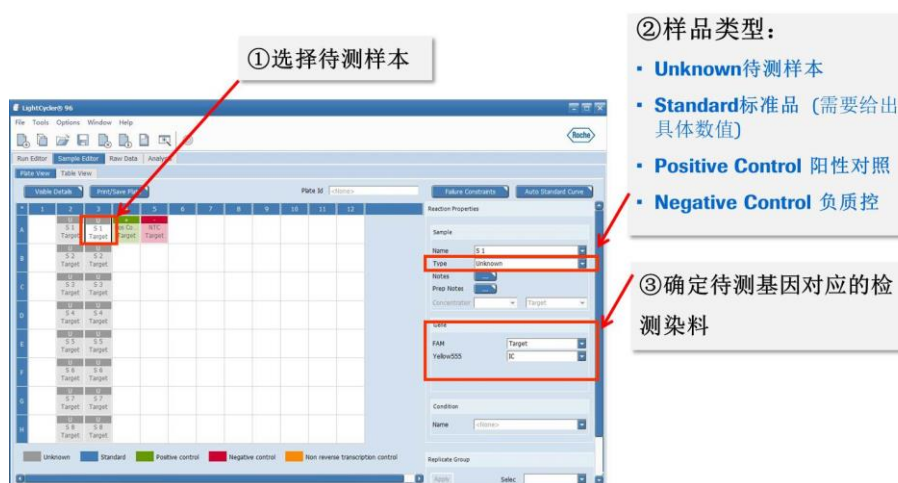 ①选择待测样本
②样品类型：
▪ Unknown待测样本
▪ Standard标准品 (需要给出
具体数值)
▪ Positive Control 阳性对照
▪ Negative Control 负质控
③确定待测基因对应的检
测染料
LightCycler® 96
File Tools Options Window Help
Roche
Run Editor Sample Editor Raw Data Analysis
Plate View Table View
Visible Details Print/Save Plate Plate Id <None> Failure Constraints Auto Standard Curve
1 2 3 4 5 6 7 8 9 10 11 12
Reaction Properties
U U
A S 1 S 1 NTC
Target Target Target Target
U U
B S 2 S 2
Target Target
U U
C S 3 S 3
Target Target
U U
D S 4 S 4
Target Target
U U
E S 5 S 5
Target Target
U U
F S 6 S 6
Target Target
U U
G S 7 S 7
Target Target
U U
H S 8 S 8
Target Target
Sample
Name S 1
Type Unknown
Notes ...
Prep Notes ...
Concentration Target
Gene
FAM Target
Yellow555 IC
Condition
Name <None>
Unknown Standard Positive control Negative control Non reverse transcription control
Replicate Group
Apply Selec